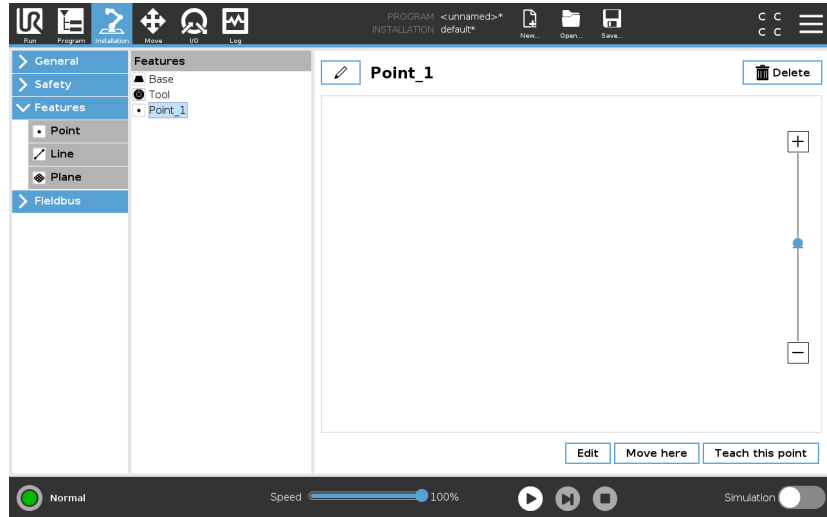 PROGRAM <unnamed>*
INSTALLATION default*
UR
Run
Program
Installation
Move
I/O
Log
New...
Open...
Save...
C C
C C
General
Safety
Features
Point
Line
Plane
Fieldbus
Features
Base
Tool
Point_1
Point_1
Delete
Edit
Move here
Teach this point
Normal
Speed
100%
Simulation